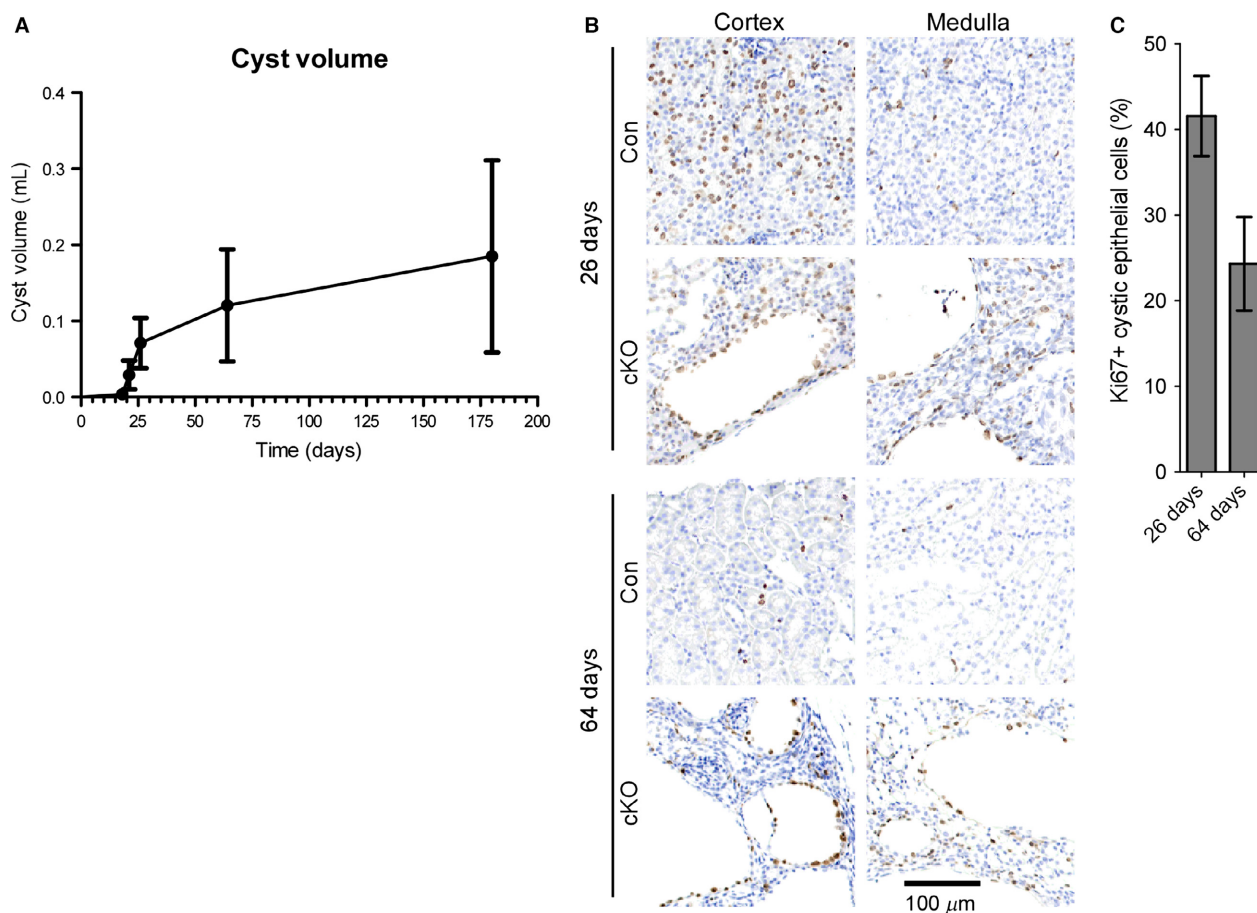 A
Cyst volume
0.4
0.3
0.2
0.1
0.0
Cyst volume (mL)
0 25 50 75 100 125 150 175 200
Time (days)
B
Cortex Medulla
26 days
Con
cKO
64 days
Con
cKO
100 μm
C
50
40
30
20
10
0
Ki67+ cystic epithelial cells (%)
26 days
64 days